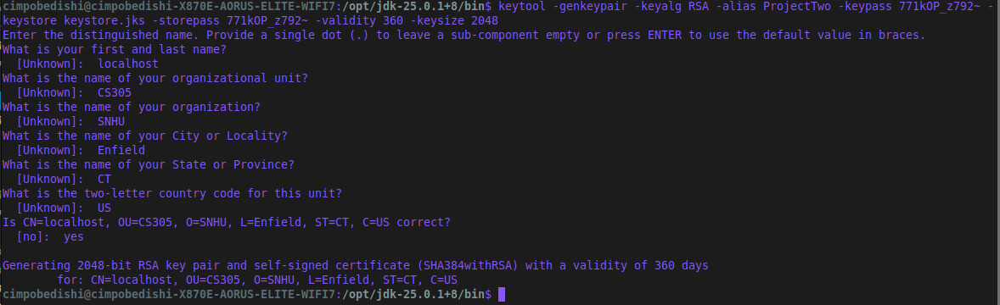 cimpobedishi@cimpobedishi-X870E-AORUS-ELITE-WIFI7:/opt/jdk-25.0.1+8/bin$ keytool -genkeypair -keyalg RSA -alias ProjectTwo -keypass 771kOP_z792~ -
keystore keystore.jks -storepass 771kOP_z792~ -validity 360 -keysize 2048
Enter the distinguished name. Provide a single dot (.) to leave a sub-component empty or press ENTER to use the default value in braces.
What is your first and last name?
  [Unknown]:  localhost
What is the name of your organizational unit?
  [Unknown]:  CS305
What is the name of your organization?
  [Unknown]:  SNHU
What is the name of your City or Locality?
  [Unknown]:  Enfield
What is the name of your State or Province?
  [Unknown]:  CT
What is the two-letter country code for this unit?
  [Unknown]:  US
Is CN=localhost, OU=CS305, O=SNHU, L=Enfield, ST=CT, C=US correct?
  [no]:  yes

Generating 2048-bit RSA key pair and self-signed certificate (SHA384withRSA) with a validity of 360 days
        for: CN=localhost, OU=CS305, O=SNHU, L=Enfield, ST=CT, C=US
cimpobedishi@cimpobedishi-X870E-AORUS-ELITE-WIFI7:/opt/jdk-25.0.1+8/bin$